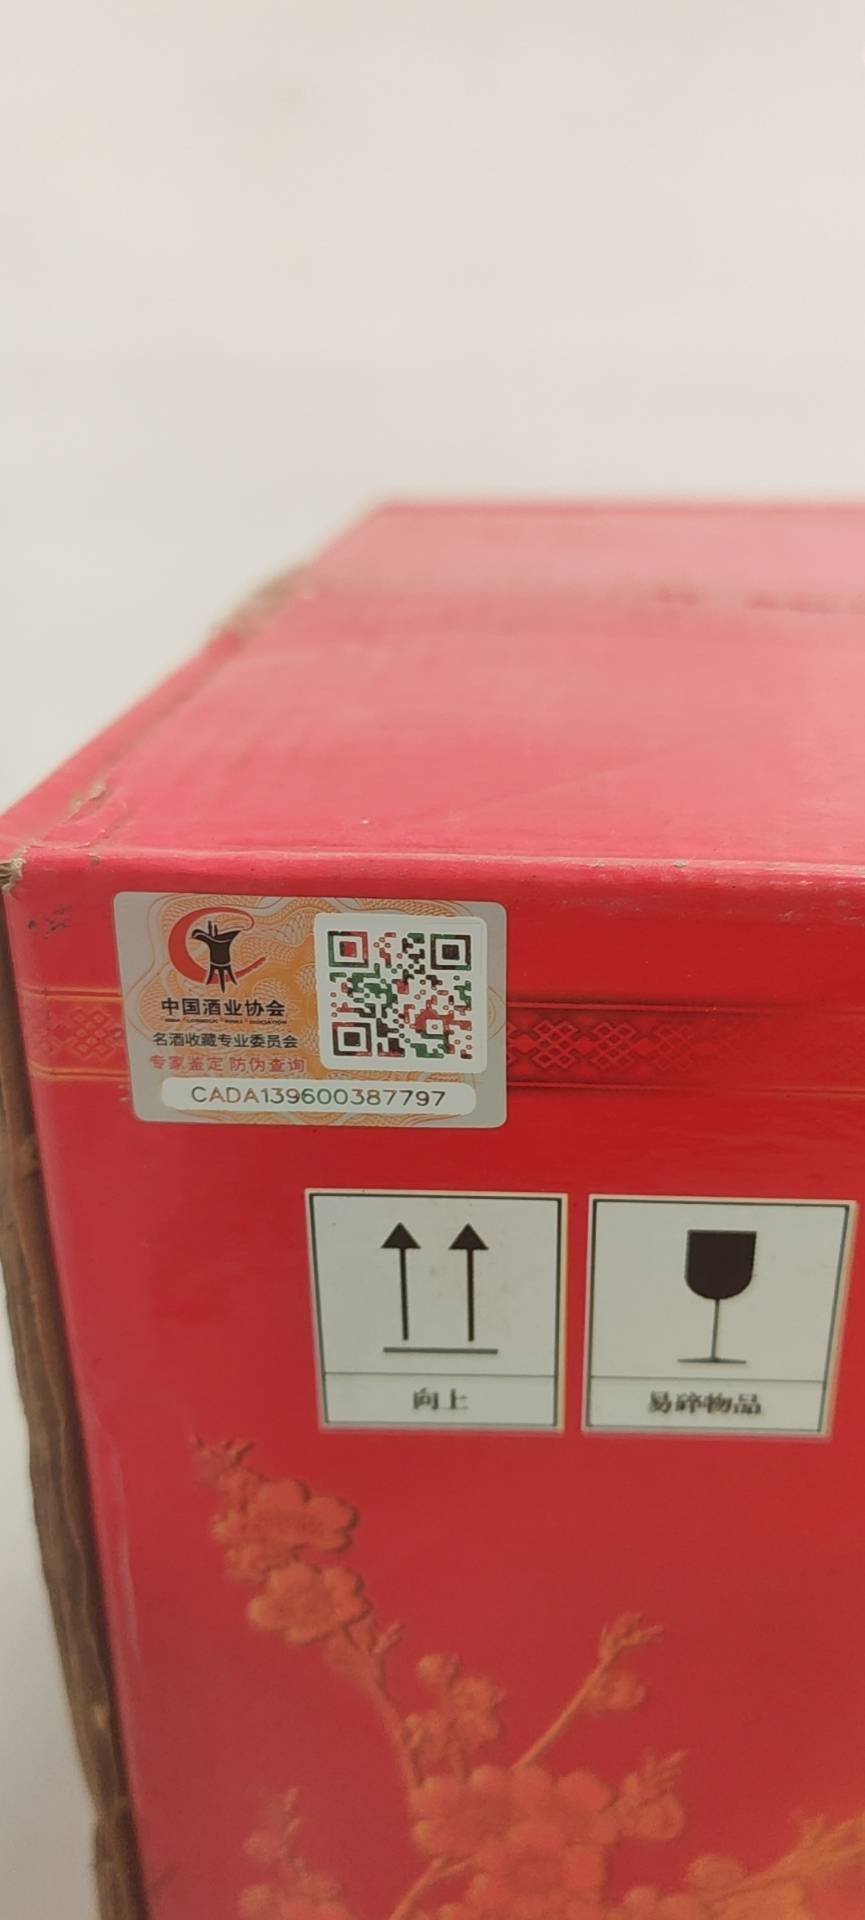 中国酒业协会
名酒收藏专业委员会
专家鉴定 防伪查询
CADA139600387797
向上
易碎物品